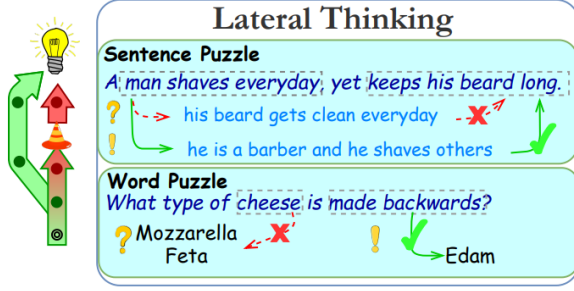 Lateral Thinking
Sentence Puzzle
A man shaves everyday, yet keeps his beard long.
? his beard gets clean everyday X
! he is a barber and he shaves others
Word Puzzle
What type of cheese is made backwards?
? Mozzarella X ! Edam
Feta